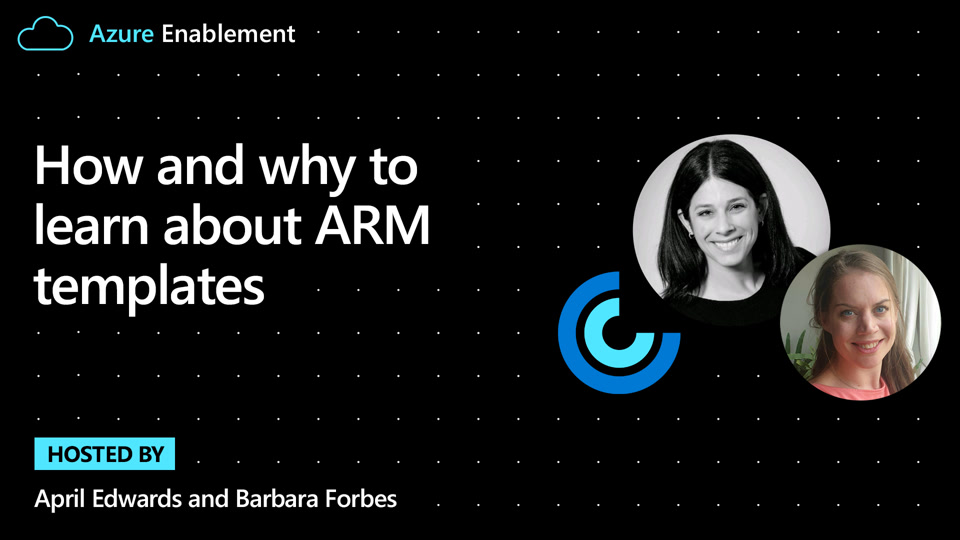 Azure Enablement
How and why to
learn about ARM
templates
HOSTED BY
April Edwards and Barbara Forbes